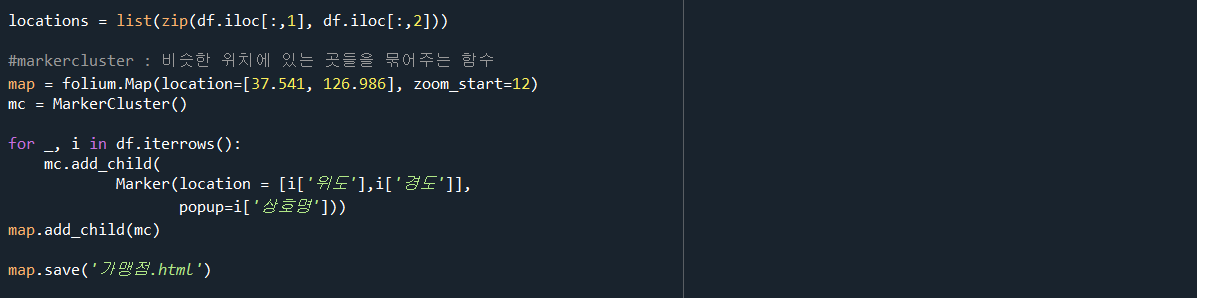 locations = list(zip(df.iloc[:,1], df.iloc[:,2]))
#markercluster : 비슷한 위치에 있는 곳들을 묶어주는 함수
map = folium.Map(location=[37.541, 126.986], zoom_start=12)
mc = MarkerCluster()
for _, i in df.iterrows():
mc.add_child(
Marker(location = [i['위도'],i['경도']],
popup=i['상호명']))
map.add_child(mc)
map.save('가맹점.html')